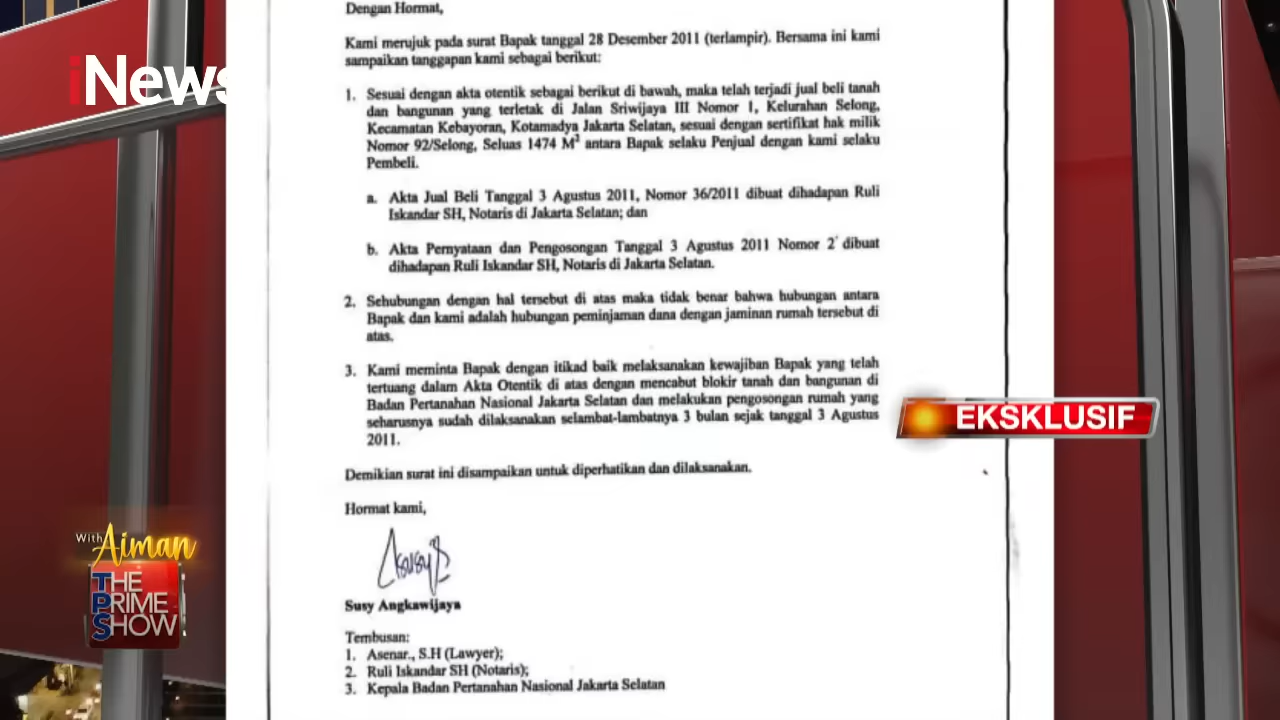 iNews
Dengan Hormat,
Kami merujuk pada surat Bapak tanggal 28 Desember 2011 (terlampir). Bersama ini kami
sampaikan tanggapan kami sebagai berikut:
1. Sesuai dengan akta otentik sebagai berikut di bawah, maka telah terjadi jual beli tanah
dan bangunan yang terletak di Jalan Sriwijaya III Nomor 1, Kelurahan Selong,
Kecamatan Kebayoran, Kotamadya Jakarta Selatan, sesuai dengan sertifikat hak milik
Nomor 92/Selong, Seluas 1474 M² antara Bapak selaku Penjual dengan kami selaku
Pembeli.
a. Akta Jual Beli Tanggal 3 Agustus 2011, Nomor 36/2011 dibuat dihadapan Ruli
Iskandar SH, Notaris di Jakarta Selatan; dan
b. Akta Pernyataan dan Pengosongan Tanggal 3 Agustus 2011 Nomor 2 dibuat
dihadapan Ruli Iskandar SH, Notaris di Jakarta Selatan.
2. Sehubungan dengan hal tersebut di atas maka tidak benar bahwa hubungan antara
Bapak dan kami adalah hubungan peminjaman dana dengan jaminan rumah tersebut di
atas.
3. Kami meminta Bapak dengan itikad baik melaksanakan kewajiban Bapak yang telah
tertuang dalam Akta Otentik di atas dengan mencabut blokir tanah dan bangunan di
Badan Pertanahan Nasional Jakarta Selatan dan melakukan pengosongan rumah yang
seharusnya sudah dilaksanakan selambat-lambatnya 3 bulan sejak tanggal 3 Agustus
2011.
EKSKLUSIF
Demikian surat ini disampaikan untuk diperhatikan dan dilaksanakan.
Hormat kami,
Susy Angkawijaya
Tembusan:
1. Asenar., S.H (Lawyer);
2. Ruli Iskandar SH (Notaris);
3. Kepala Badan Pertanahan Nasional Jakarta Selatan
With Aiman
THE
PRIME
SHOW